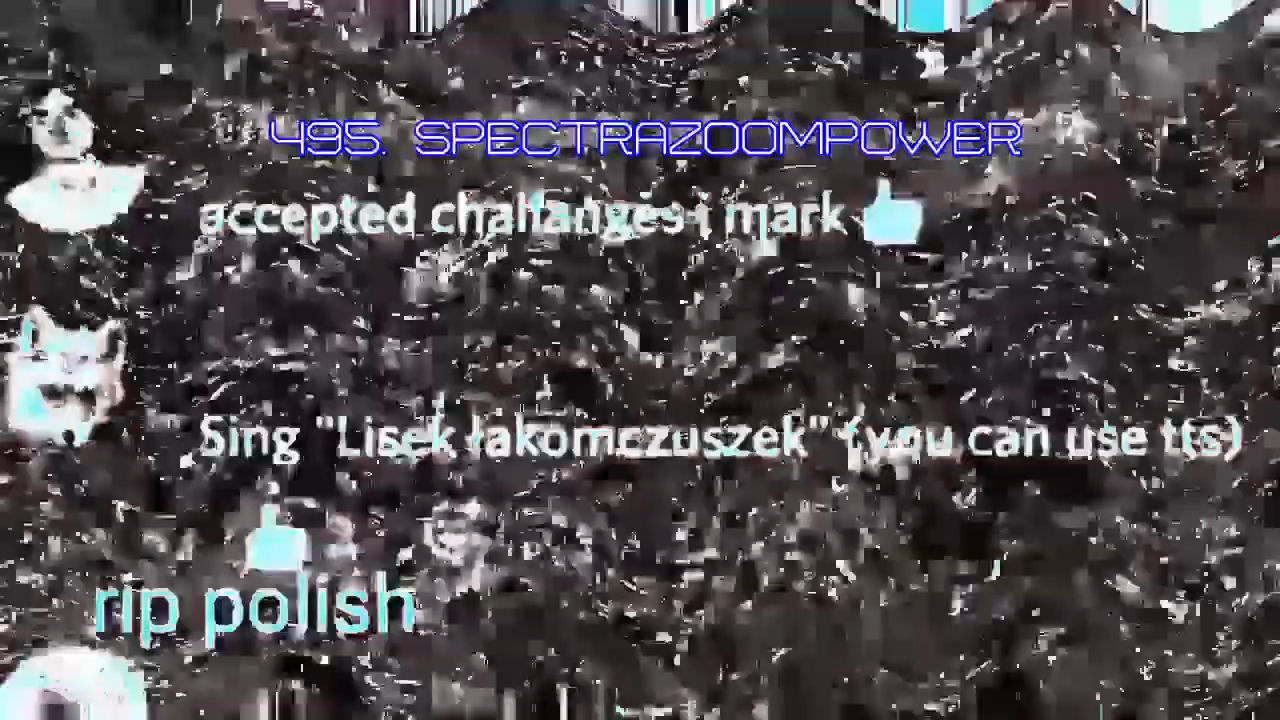 495. SPECTRAZOOMPOWER
accepted challanges i mark 👍
Sing "Lisek łakomczuszek" (you can use tts)
rip polish